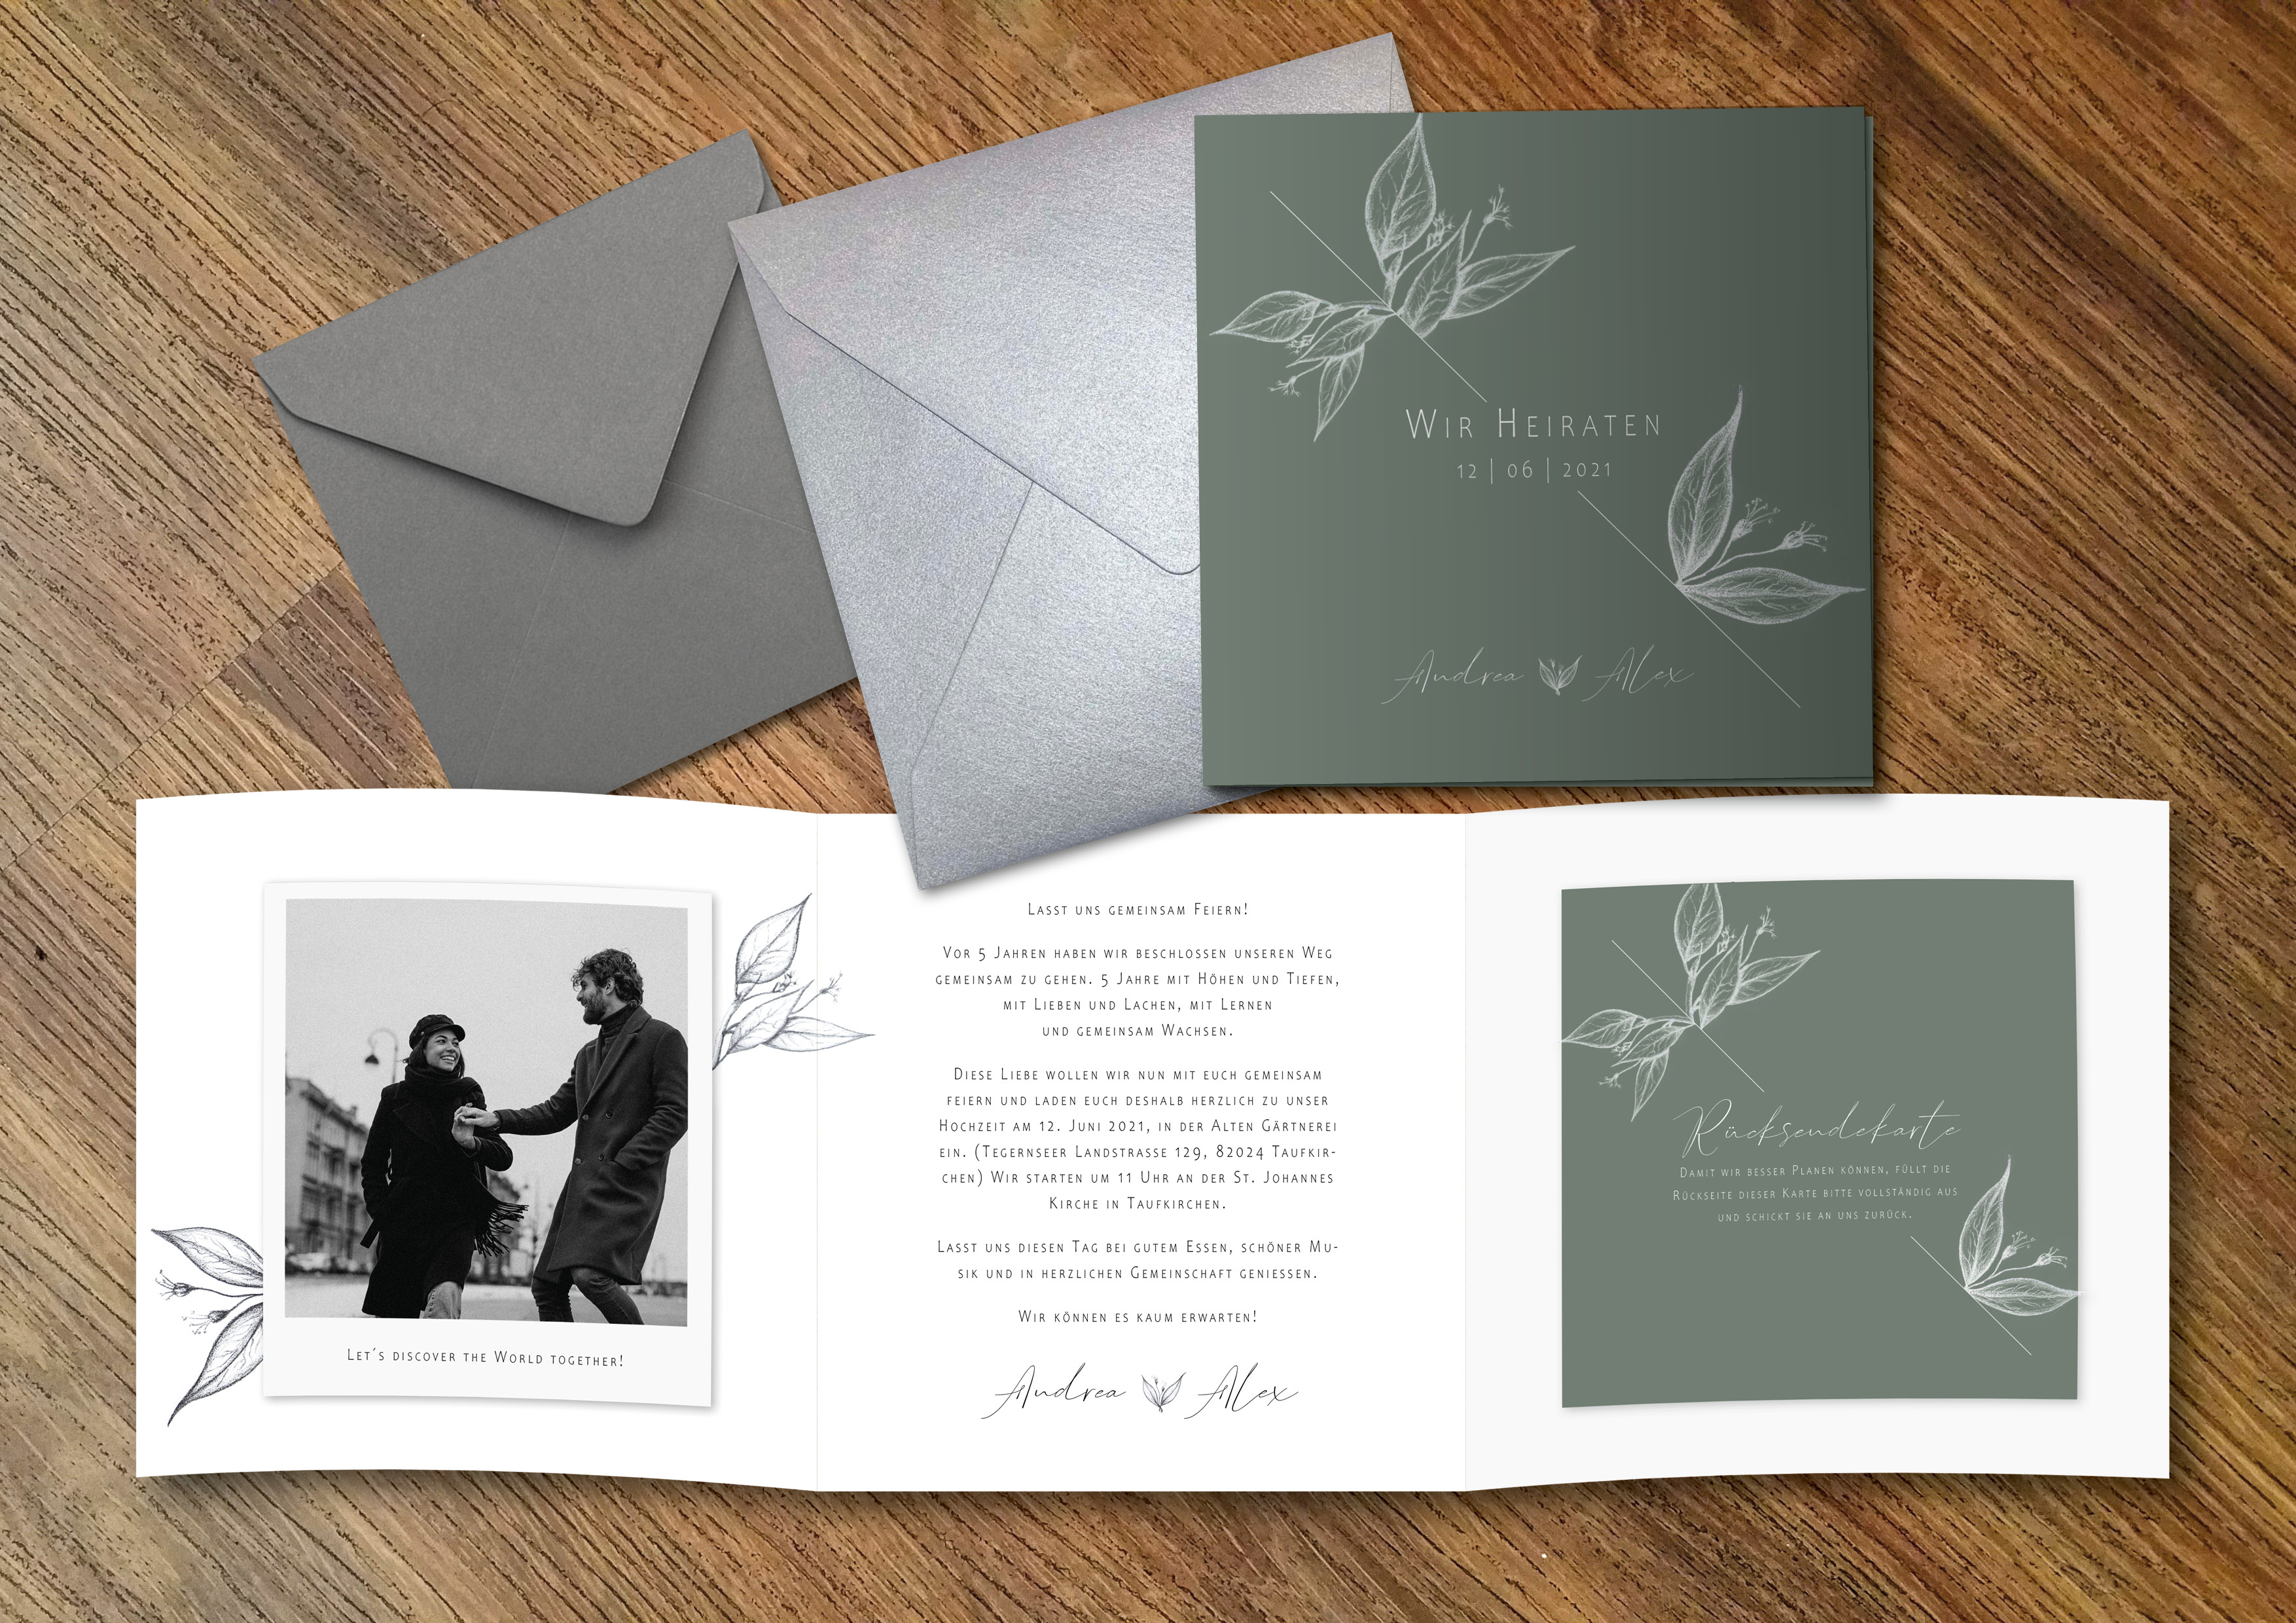 Wir Heiraten
12 | 06 | 2021
Andrea Alex
Lasst uns gemeinsam Feiern!
Vor 5 Jahren haben wir beschlossen unseren Weg
gemeinsam zu gehen. 5 Jahre mit Höhen und Tiefen,
mit Lieben und Lachen, mit Lernen
und gemeinsam Wachsen.
Diese Liebe wollen wir nun mit euch gemeinsam
feiern und laden euch deshalb herzlich zu unser
Hochzeit am 12. Juni 2021, in der Alten Gärtnerei
ein. (Tegernseer Landstrasse 129, 82024 Taufkir-
chen) Wir starten um 11 Uhr an der St. Johannes
Kirche in Taufkirchen.
Lasst uns diesen Tag bei gutem Essen, schöner Mu-
sik und in herzlichen Gemeinschaft geniessen.
Wir können es kaum erwarten!
Andrea Alex
Let´s discover the World together!
Rücksendekarte
Damit wir besser Planen können, füllt die
Rückseite dieser Karte bitte vollständig aus
und schickt sie an uns zurück.